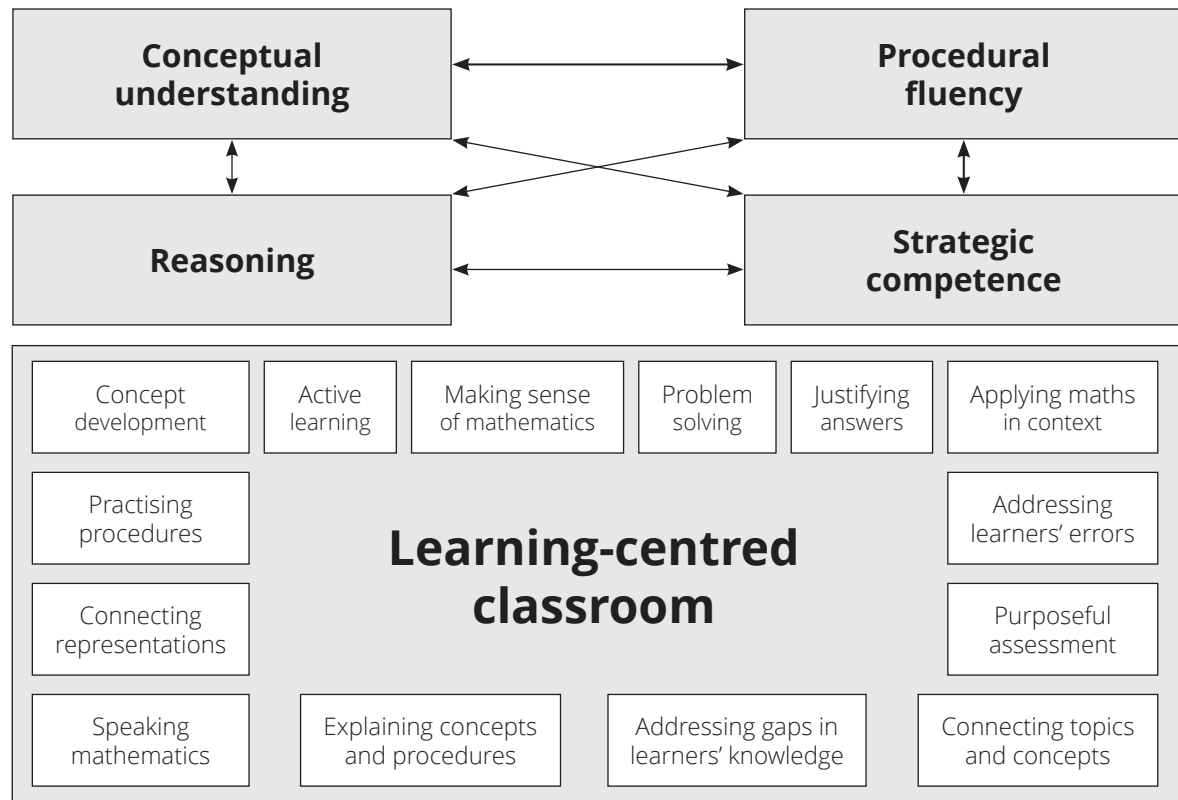 Conceptual
understanding
Procedural
fluency
Reasoning
Strategic
competence
Concept
development
Active
learning
Making sense
of mathematics
Problem
solving
Justifying
answers
Applying maths
in context
Practising
procedures
Addressing
learners’ errors
Learning-centred
classroom
Connecting
representations
Purposeful
assessment
Speaking
mathematics
Explaining concepts
and procedures
Addressing gaps in
learners’ knowledge
Connecting topics
and concepts